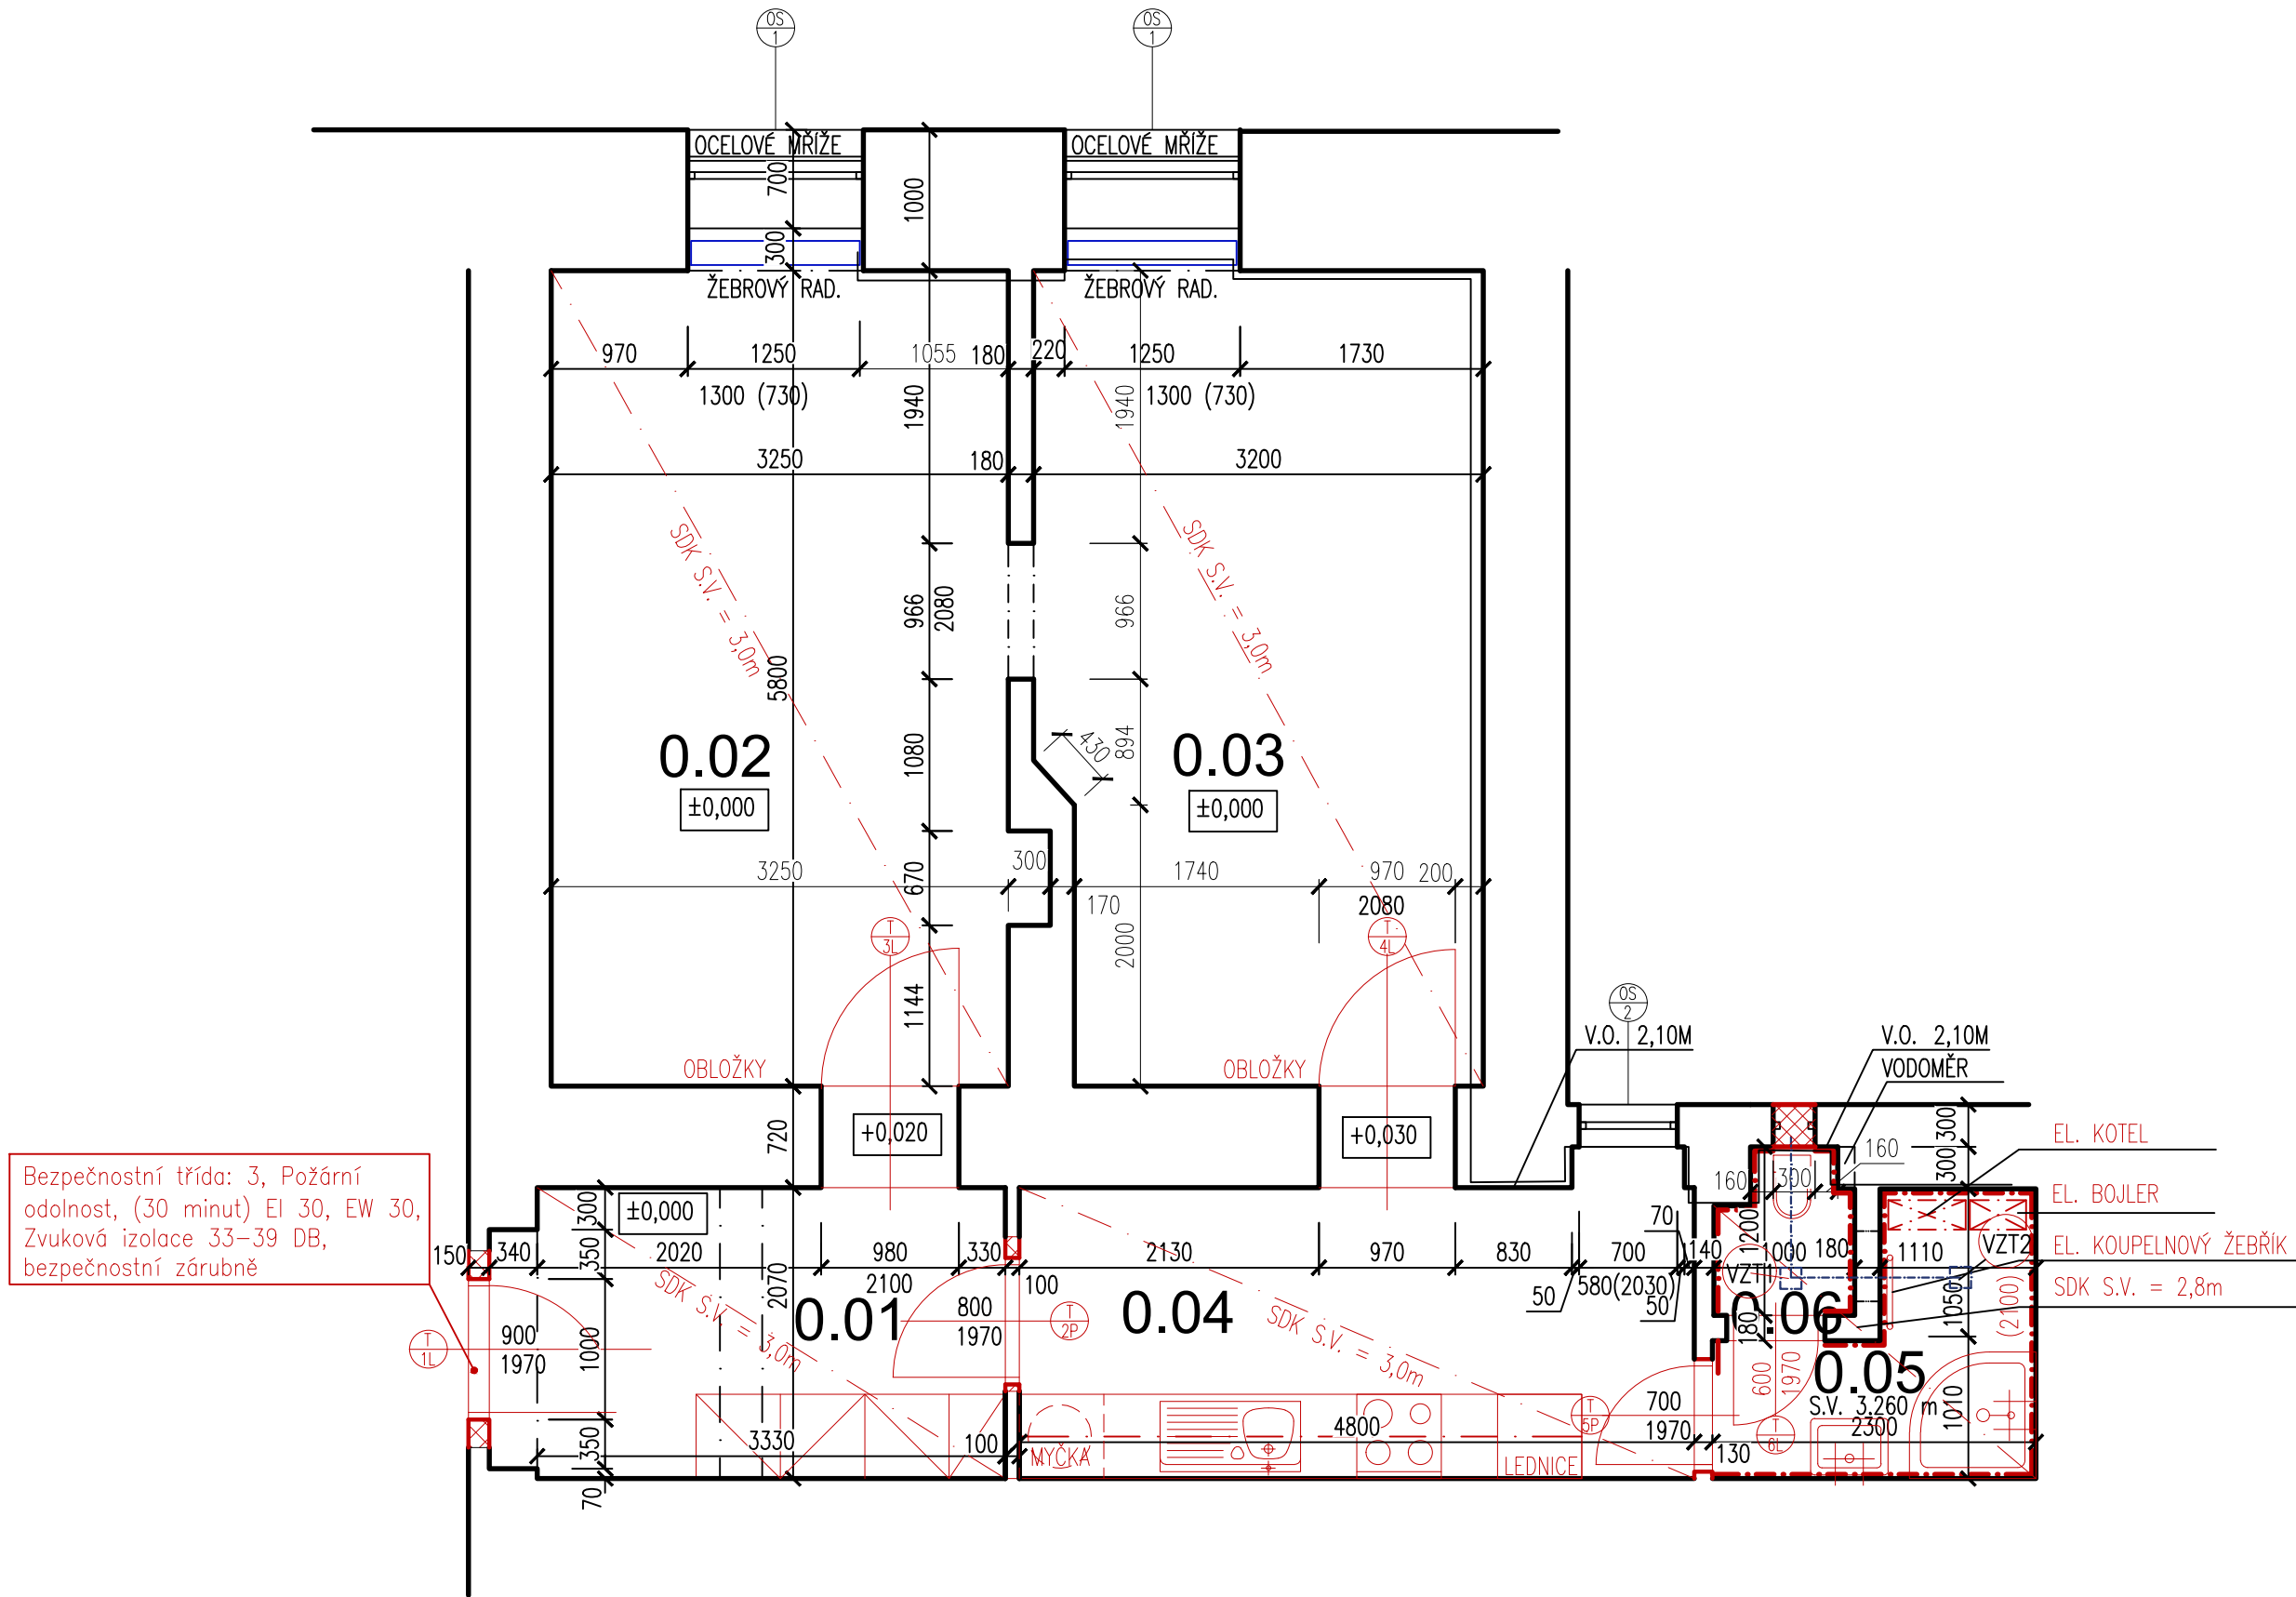 OS
1
OS
1
OCELOVÉ MŘÍŽE
OCELOVÉ MŘÍŽE
700
1000
300
ŽEBROVÝ RAD.
ŽEBROVÝ RAD.
970
1250
1055
180
220
1250
1730
1300 (730)
1300 (730)
1940
1940
3250
180
3200
SDK S.V. = 3,0m
SDK S.V. = 3,0m
966
2080
966
5800
0.02
±0,000
1080
430
894
0.03
±0,000
3250
670
300
170
1740
970
200
2080
T
3L
T
4L
2000
1144
OS
2
OBLOŽKY
OBLOŽKY
V.O. 2,10M
V.O. 2,10M
VODOMĚR
720
+0,020
+0,030
300
300
160
160
300
EL. KOTEL
EL. BOJLER
EL. KOUPELNOVÝ ŽEBŘÍK
SDK S.V. = 2,8m
Bezpečnostní třída: 3, Požární
odolnost, (30 minut) EI 30, EW 30,
Zvuková izolace 33-39 DB,
bezpečnostní zárubně
±0,000
300
350
150
340
2020
980
330
2130
970
830
700
70
140
1200
1000
180
1110
VZT2
2100
100
50
580(2030)
50
VZT1
1050
(2100)
2070
SDK S.V. = 3,0m
0.01
800
1970
T
2P
0.04
SDK S.V. = 3,0m
0.06
180
T
1L
900
1970
1000
0.05
600
1970
S.V. 3.260 m
2300
1010
T
5P
700
1970
T
6L
130
350
3330
100
MYČKA
4800
LEDNICE
70